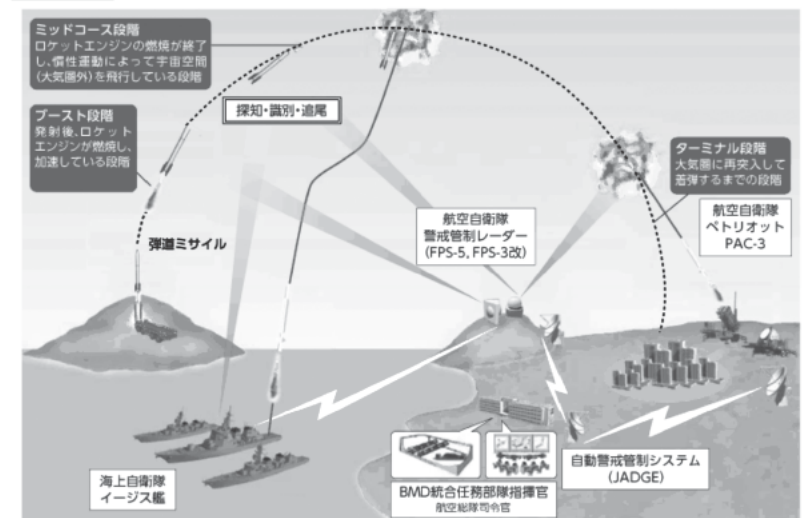 ミッドコース段階
ロケットエンジンの燃焼が終了
し、慣性運動によって宇宙空間
(大気圏外)を飛行している段階
探知・識別・追尾
ブースト段階
発射後、ロケット
エンジンが燃焼し、
加速している段階
ターミナル段階
大気圏に再突入して
着弾するまでの段階
航空自衛隊
警戒管制レーダー
(FPS-5、FPS-3改)
航空自衛隊
ペトリオット
PAC-3
弾道ミサイル
海上自衛隊
イージス艦
BMD統合任務部隊指揮官
航空総隊司令官
自動警戒管制システム
(JADGE)